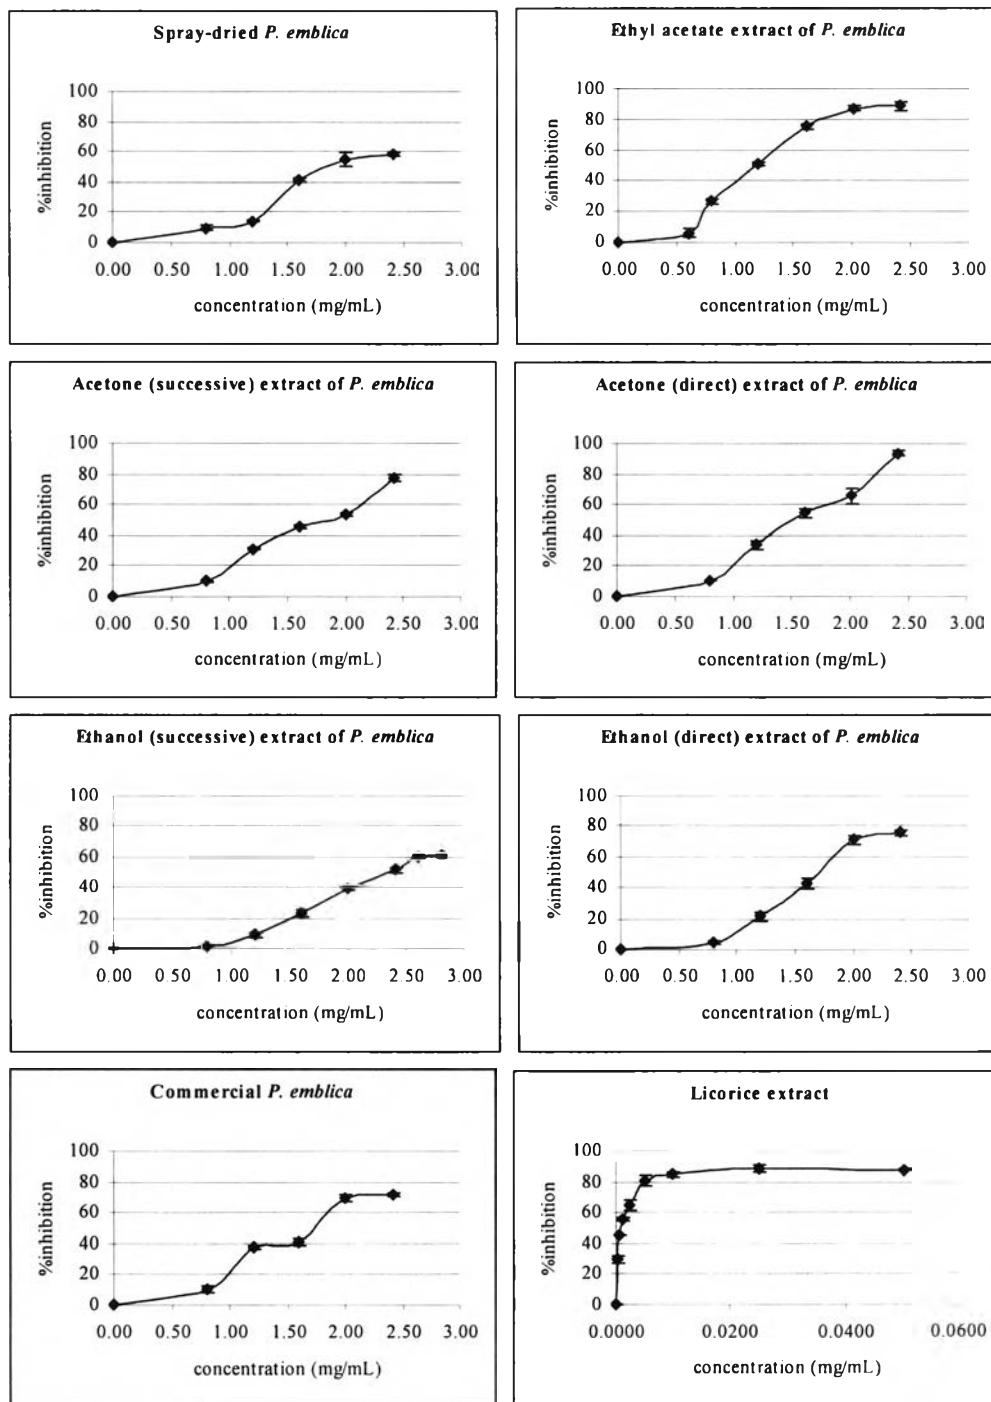 Spray-dried P. emblica
100
80
60
40
20
0
%inhibition
0.00 0.50 1.00 1.50 2.00 2.50 3.00
concentration (mg/mL)
Ethyl acetate extract of P. emblica
100
80
60
40
20
0
%inhibition
0.00 0.50 1.00 1.50 2.00 2.50 3.00
concentration (mg/mL)
Acetone (successive) extract of P. emblica
100
80
60
40
20
0
%inhibition
0.00 0.50 1.00 1.50 2.00 2.50 3.00
concentration (mg/mL)
Acetone (direct) extract of P. emblica
100
80
60
40
20
0
%inhibition
0.00 0.50 1.00 1.50 2.00 2.50 3.00
concentration (mg/mL)
Ethanol (successive) extract of P. emblica
100
80
60
40
20
0
%inhibition
0.00 0.50 1.00 1.50 2.00 2.50 3.00
concentration (mg/mL)
Ethanol (direct) extract of P. emblica
100
80
60
40
20
0
%inhibition
0.00 0.50 1.00 1.50 2.00 2.50 3.00
concentration (mg/mL)
Commercial P. emblica
100
80
60
40
20
0
%inhibition
0.00 0.50 1.00 1.50 2.00 2.50 3.00
concentration (mg/mL)
Licorice extract
100
80
60
40
20
0
%inhibition
0.0000 0.0200 0.0400 0.0600
concentration (mg/mL)